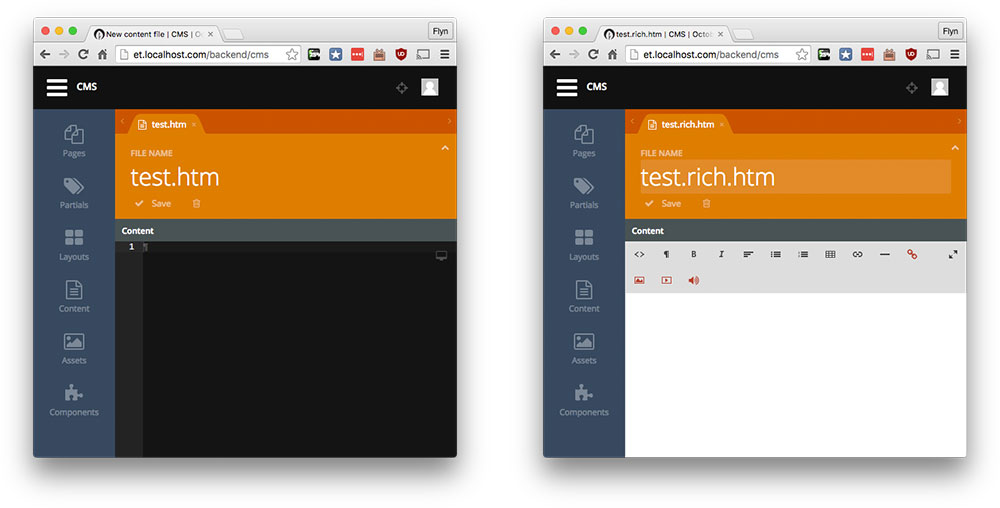 New content file | CMS | Oc
Flyn
et.localhost.com/backend/cms
CMS
test.htm
Pages
FILE NAME
test.htm
Partials
Save
Content
1
Layouts
Content
Assets
Components
test.rich.htm | CMS | Octob
Flyn
et.localhost.com/backend/cms
CMS
test.rich.htm
Pages
FILE NAME
test.rich.htm
Partials
Save
Content
Layouts
¶ B I
Content
Assets
Components